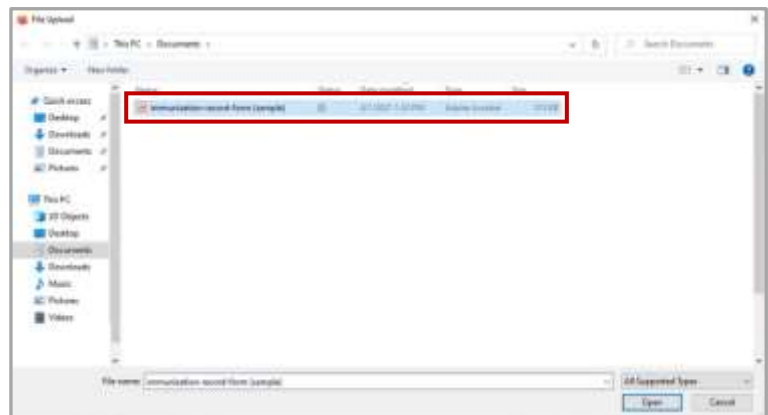 File Upload
This PC > Documents >
Search Documents
Organize New folder
Name Status Date modified Type Size
Quick access
immunization-record-form (sample)
Desktop
Downloads
Documents
Pictures
This PC
3D Objects
Desktop
Documents
Downloads
Music
Pictures
Videos
File name: immunization-record-form (sample)
All Supported Types
Open Cancel